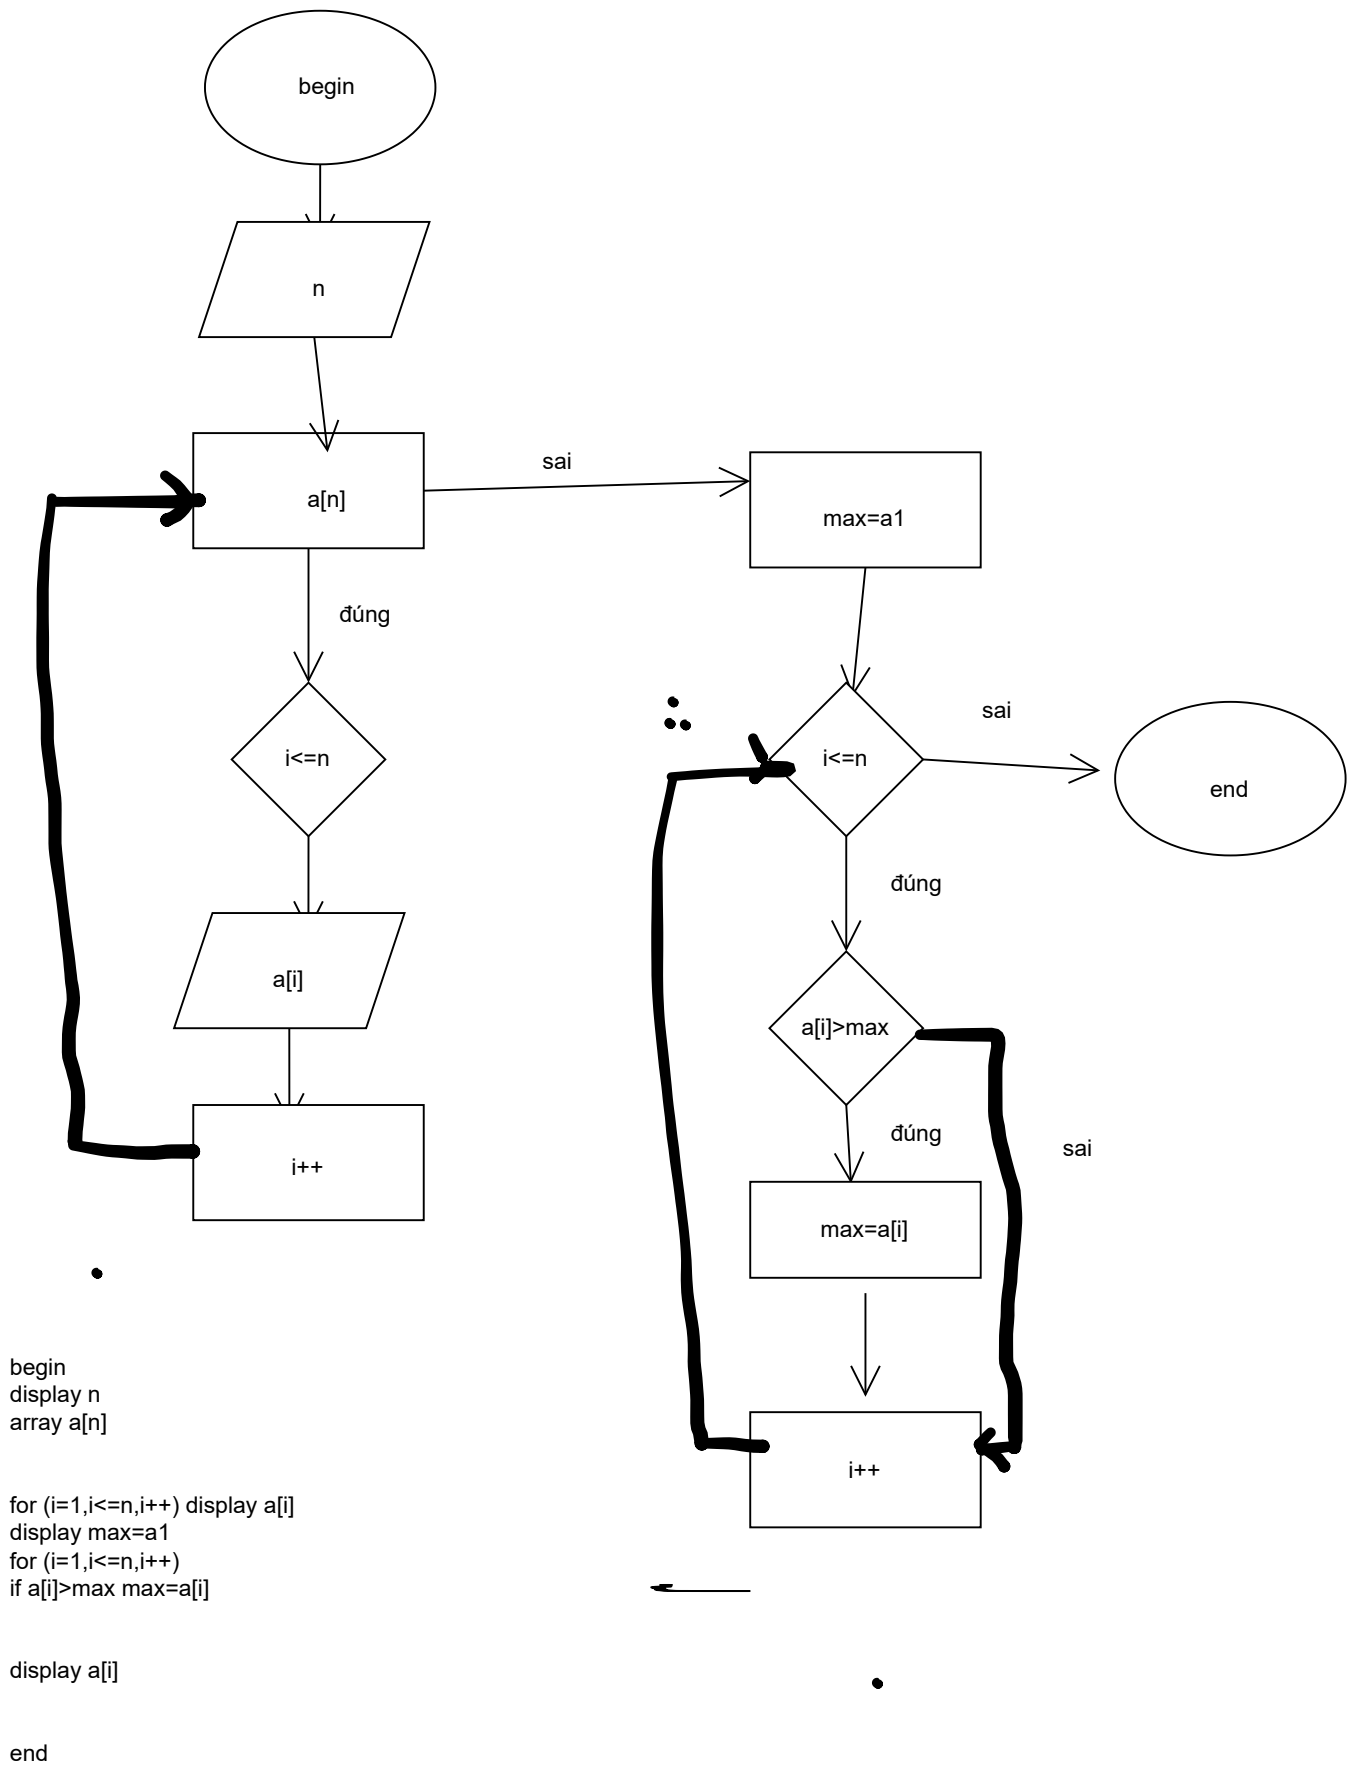 begin
n
a[n]
sai
max=a1
đúng
i<=n
a[i]
i++
i<=n
sai
end
đúng
a[i]>max
đúng
sai
max=a[i]
i++
begin
display n
array a[n]
for (i=1,i<=n,i++) display a[i]
display max=a1
for (i=1,i<=n,i++)
if a[i]>max max=a[i]
display a[i]
end